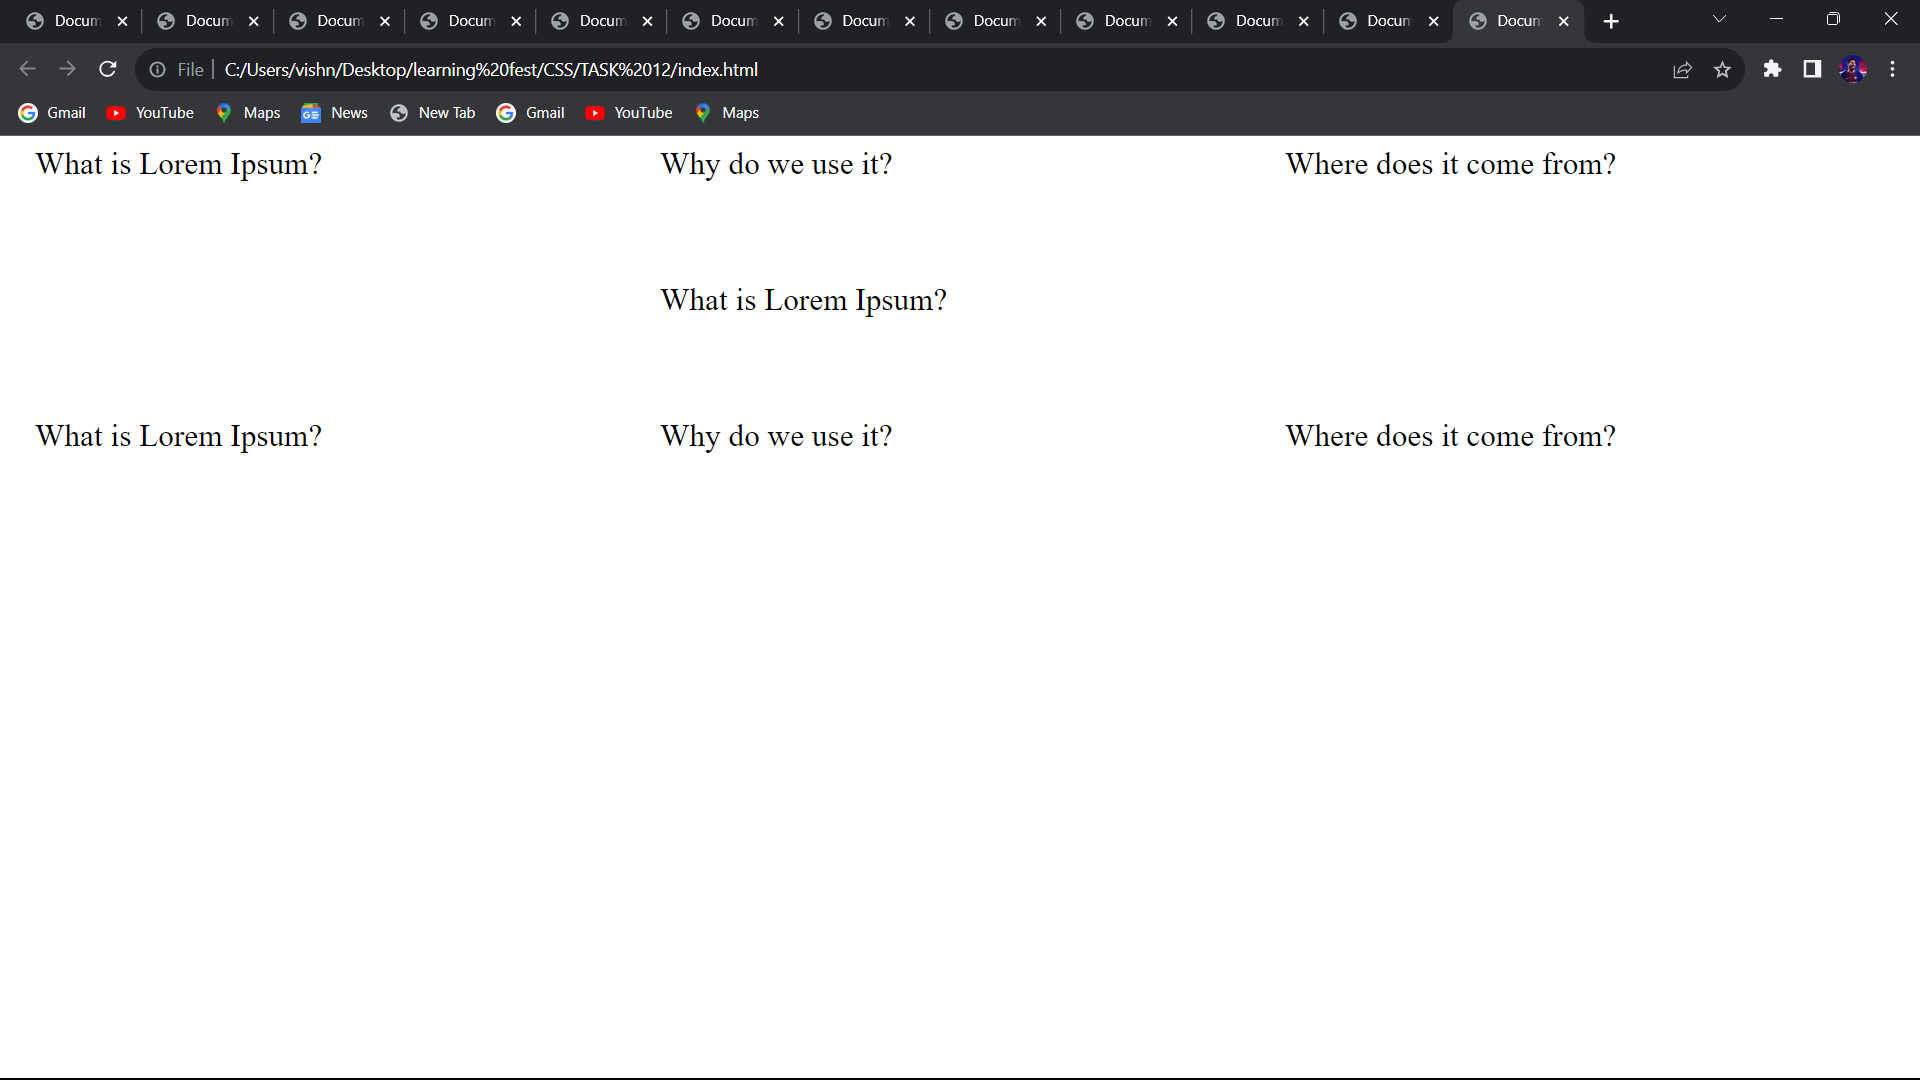 Docum Docum Docum Docum Docum Docum Docum Docum Docum Docum Docum Docum
File C:/Users/vishn/Desktop/learning%20fest/CSS/TASK%2012/index.html
Gmail YouTube Maps News New Tab Gmail YouTube Maps
What is Lorem Ipsum? Why do we use it? Where does it come from?
What is Lorem Ipsum?
What is Lorem Ipsum? Why do we use it? Where does it come from?